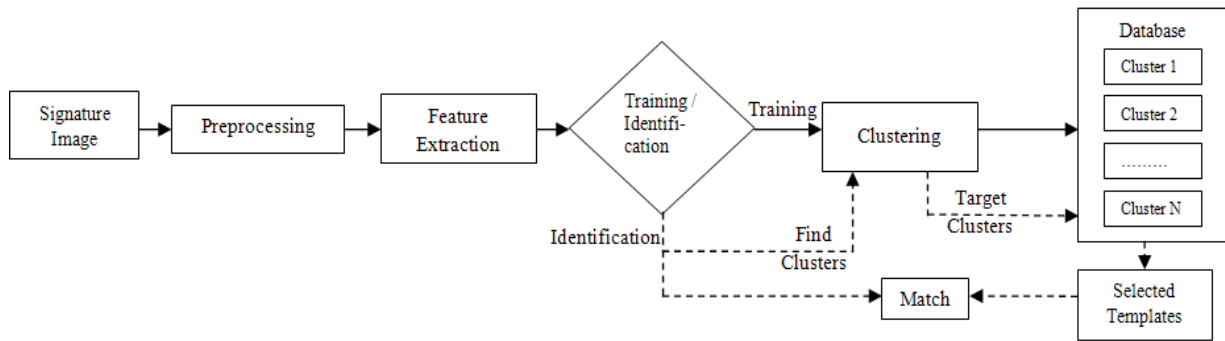 Signature
Image
Preprocessing
Feature
Extraction
Training /
Identifi-
cation
Training
Clustering
Database
Cluster 1
Cluster 2
.........
Cluster N
Target
Clusters
Identification
Find
Clusters
Match
Selected
Templates